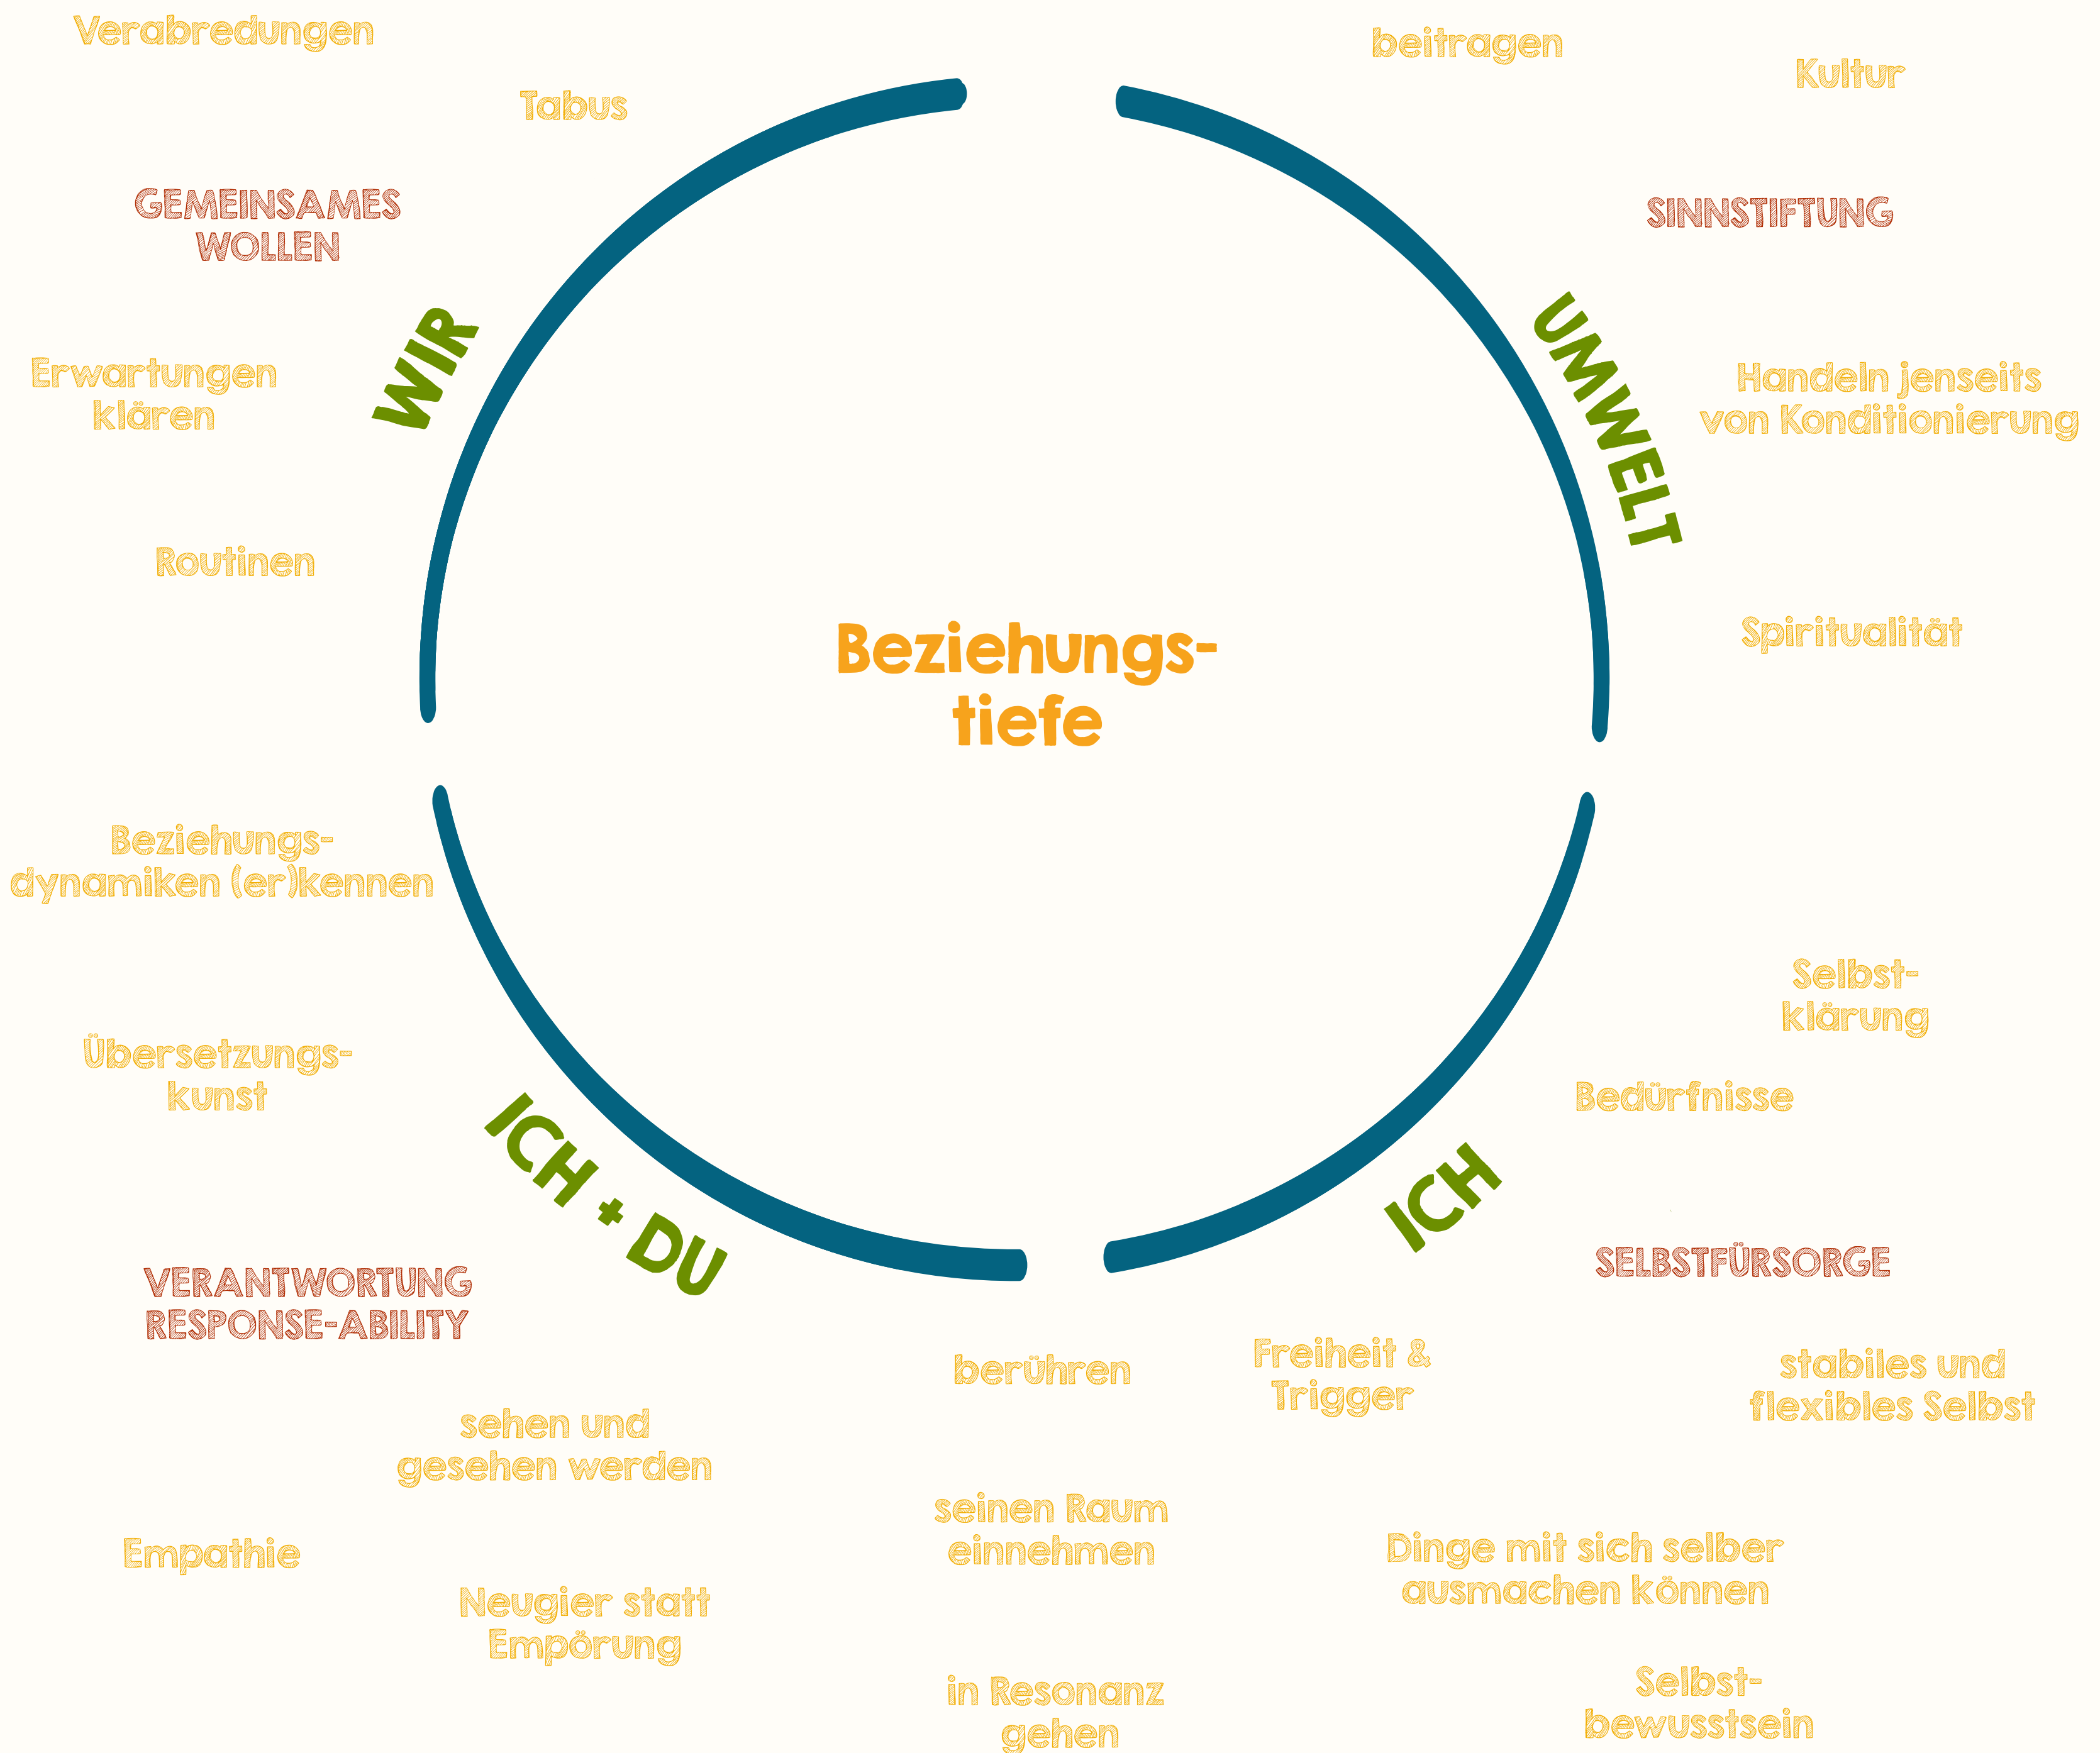 Verabredungen
Tabus
GEMEINSAMES
WOLLEN
WIR
Erwartungen
klären
Routinen
beitragen
Kultur
SINNSTIFTUNG
UMWELT
Handeln jenseits
von Konditionierung
Spiritualität
Beziehungs-
tiefe
Beziehungs-
dynamiken (er)kennen
Übersetzungs-
kunst
ICH + DU
VERANTWORTUNG
RESPONSE-ABILITY
sehen und
gesehen werden
Empathie
Neugier statt
Empörung
berühren
seinen Raum
einnehmen
in Resonanz
gehen
Selbst-
klärung
Bedürfnisse
ICH
SELBSTFÜRSORGE
Freiheit &
Trigger
stabiles und
flexibles Selbst
Dinge mit sich selber
ausmachen können
Selbst-
bewusstsein